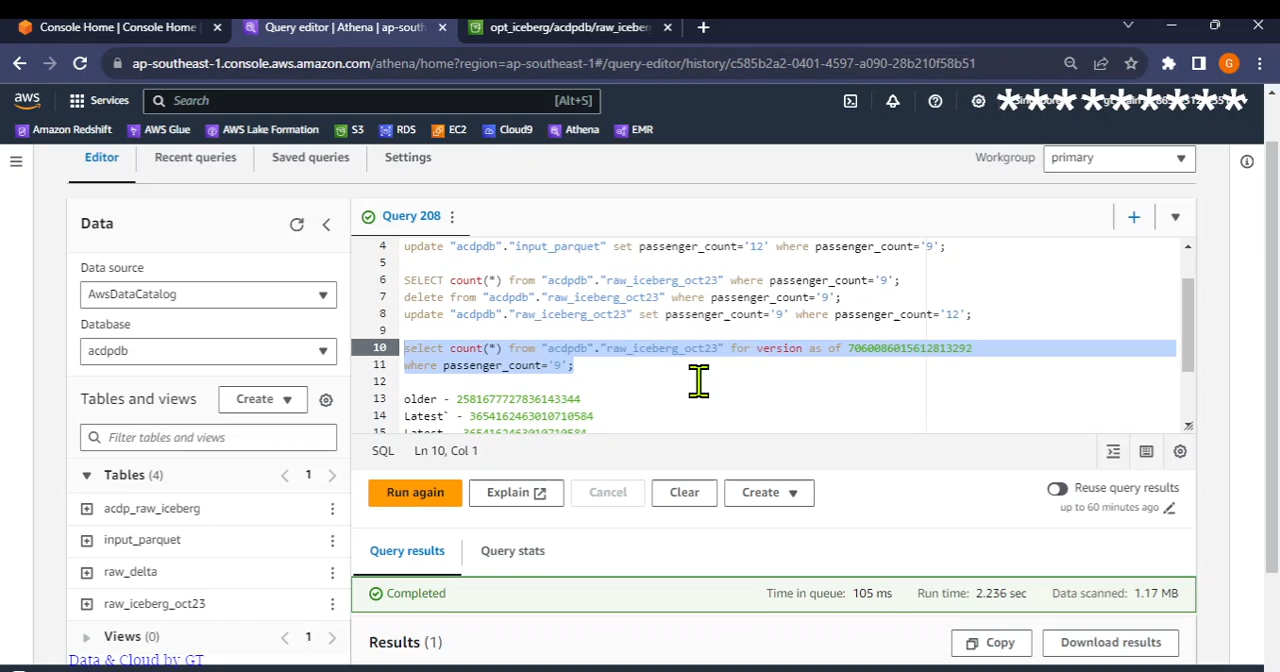 Console Home | Console Home
Query editor | Athena | ap-south
opt_iceberg/acdpdb/raw_iceber
ap-southeast-1.console.aws.amazon.com/athena/home?region=ap-southeast-1#/query-editor/history/c585b2a2-0401-4597-a090-28b210f58b51
G
aws
Services
Search
[Alt+S]
*********
Amazon Redshift
AWS Glue
AWS Lake Formation
S3
RDS
EC2
Cloud9
Athena
EMR
Editor
Recent queries
Saved queries
Settings
Workgroup
primary
Data
Data source
AwsDataCatalog
Database
acdpdb
Tables and views
Create
Filter tables and views
Tables (4)
1
acdp_raw_iceberg
input_parquet
raw_delta
raw_iceberg_oct23
Views (0)
1
Data & Cloud by GT
Query 208
4 update "acdpdb"."input_parquet" set passenger_count='12' where passenger_count='9';
5
6 SELECT count(*) from "acdpdb"."raw_iceberg_oct23" where passenger_count='9';
7 delete from "acdpdb"."raw_iceberg_oct23" where passenger_count='9';
8 update "acdpdb"."raw_iceberg_oct23" set passenger_count='9' where passenger_count='12';
9
10 select count(*) from "acdpdb"."raw_iceberg_oct23" for version as of 7060086015612813292
11 where passenger_count='9';
12
13 older - 2581677727836143344
14 Latest` - 3654162463010710584
15 Latest - 3654162463010710584
SQL
Ln 10, Col 1
Run again
Explain
Cancel
Clear
Create
Reuse query results
up to 60 minutes ago
Query results
Query stats
Completed
Time in queue: 105 ms
Run time: 2.236 sec
Data scanned: 1.17 MB
Results (1)
Copy
Download results